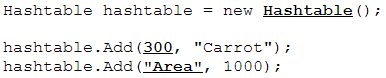 Hashtable hashtable = new Hashtable();
hashtable.Add(300, "Carrot");
hashtable.Add("Area", 1000);